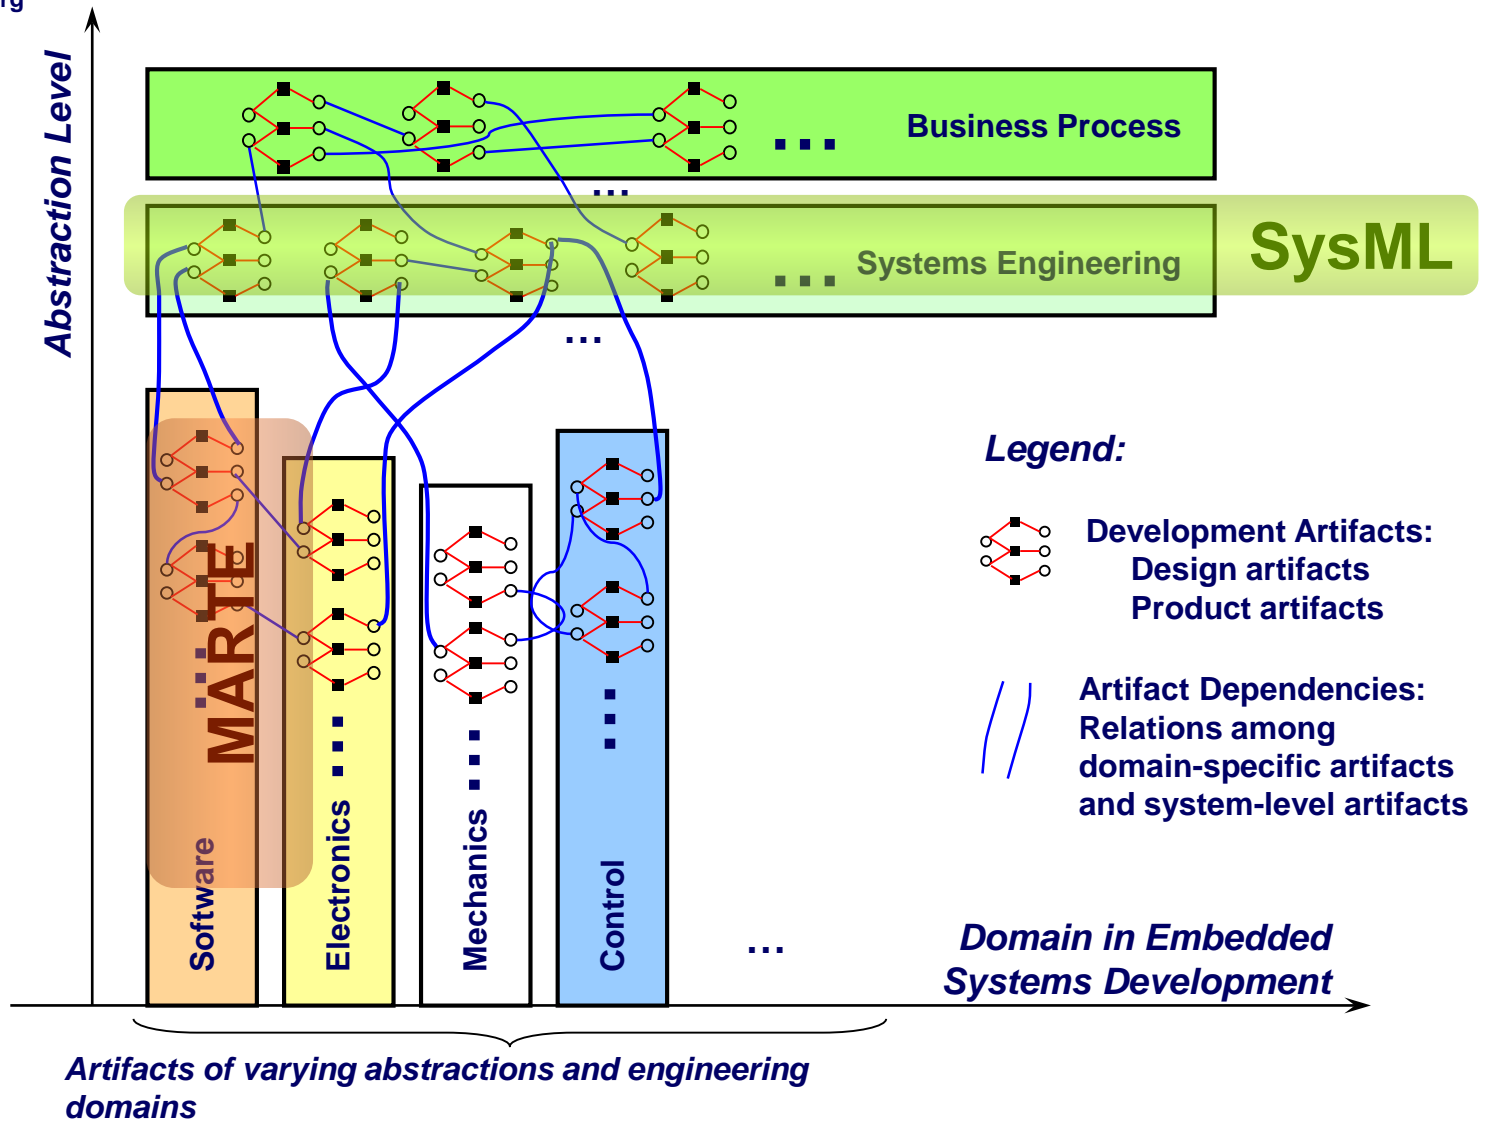 rg
Abstraction Level
Business Process
...
...
SysML
Systems Engineering
...
...
Legend:
Development Artifacts:
Design artifacts
Product artifacts
MARTE
Artifact Dependencies:
Relations among
domain-specific artifacts
and system-level artifacts
...
...
...
...
Software
Electronics
Mechanics
Control
...
Domain in Embedded
Systems Development
Artifacts of varying abstractions and engineering
domains